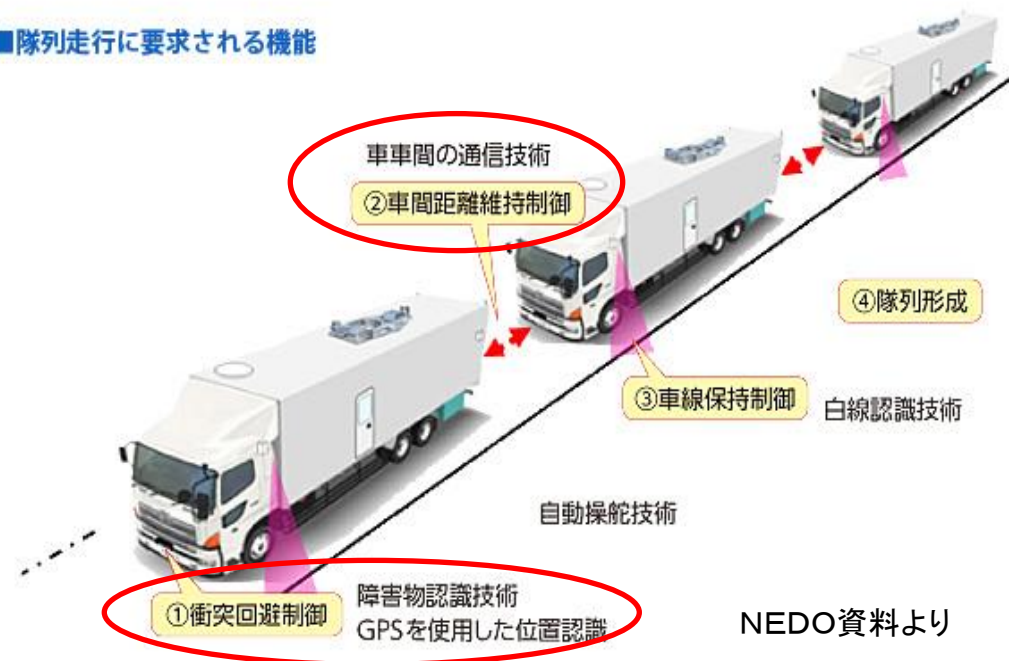 ■隊列走行に要求される機能
車車間の通信技術
②車間距離維持制御
④隊列形成
③車線保持制御
白線認識技術
自動操舵技術
①衝突回避制御
障害物認識技術
GPSを使用した位置認識
NEDO資料より